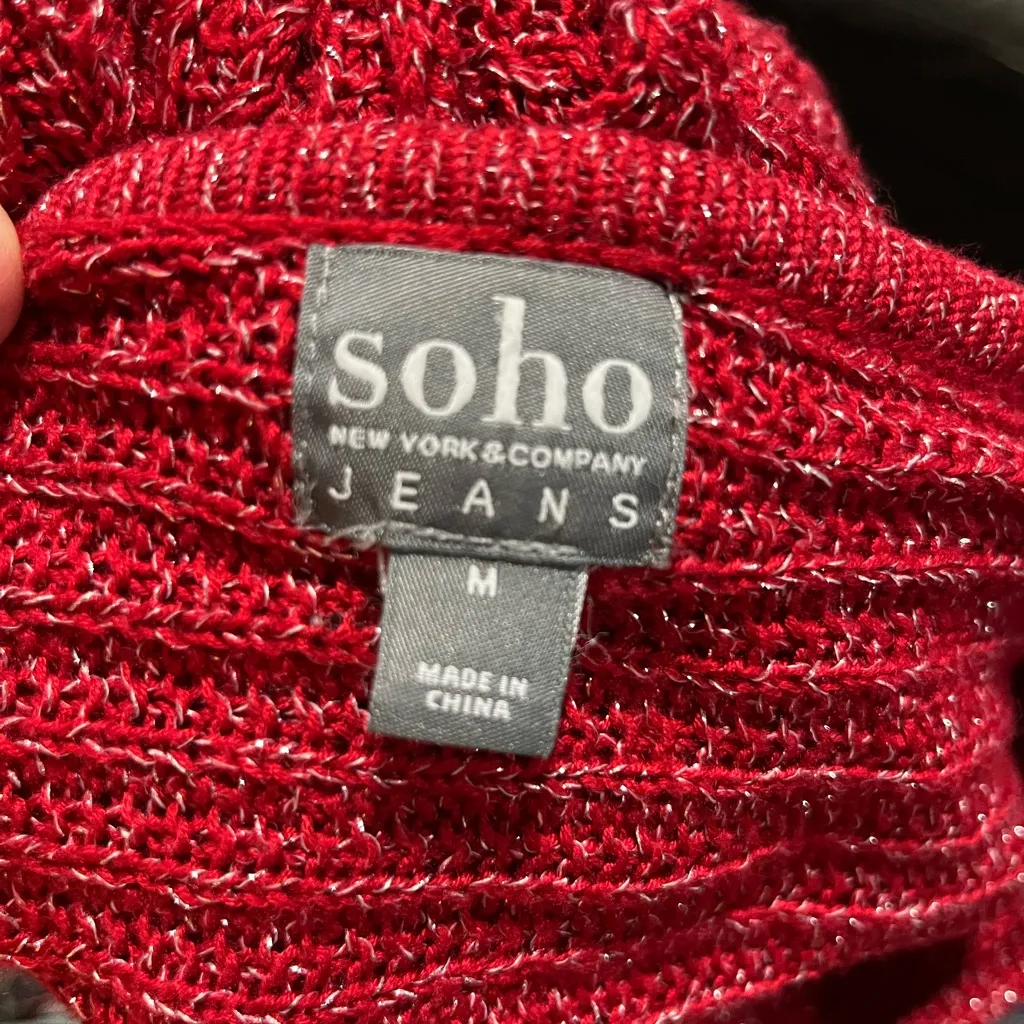 soho
NEW YORK & COMPANY
JEANS
M
MADE IN
CHINA